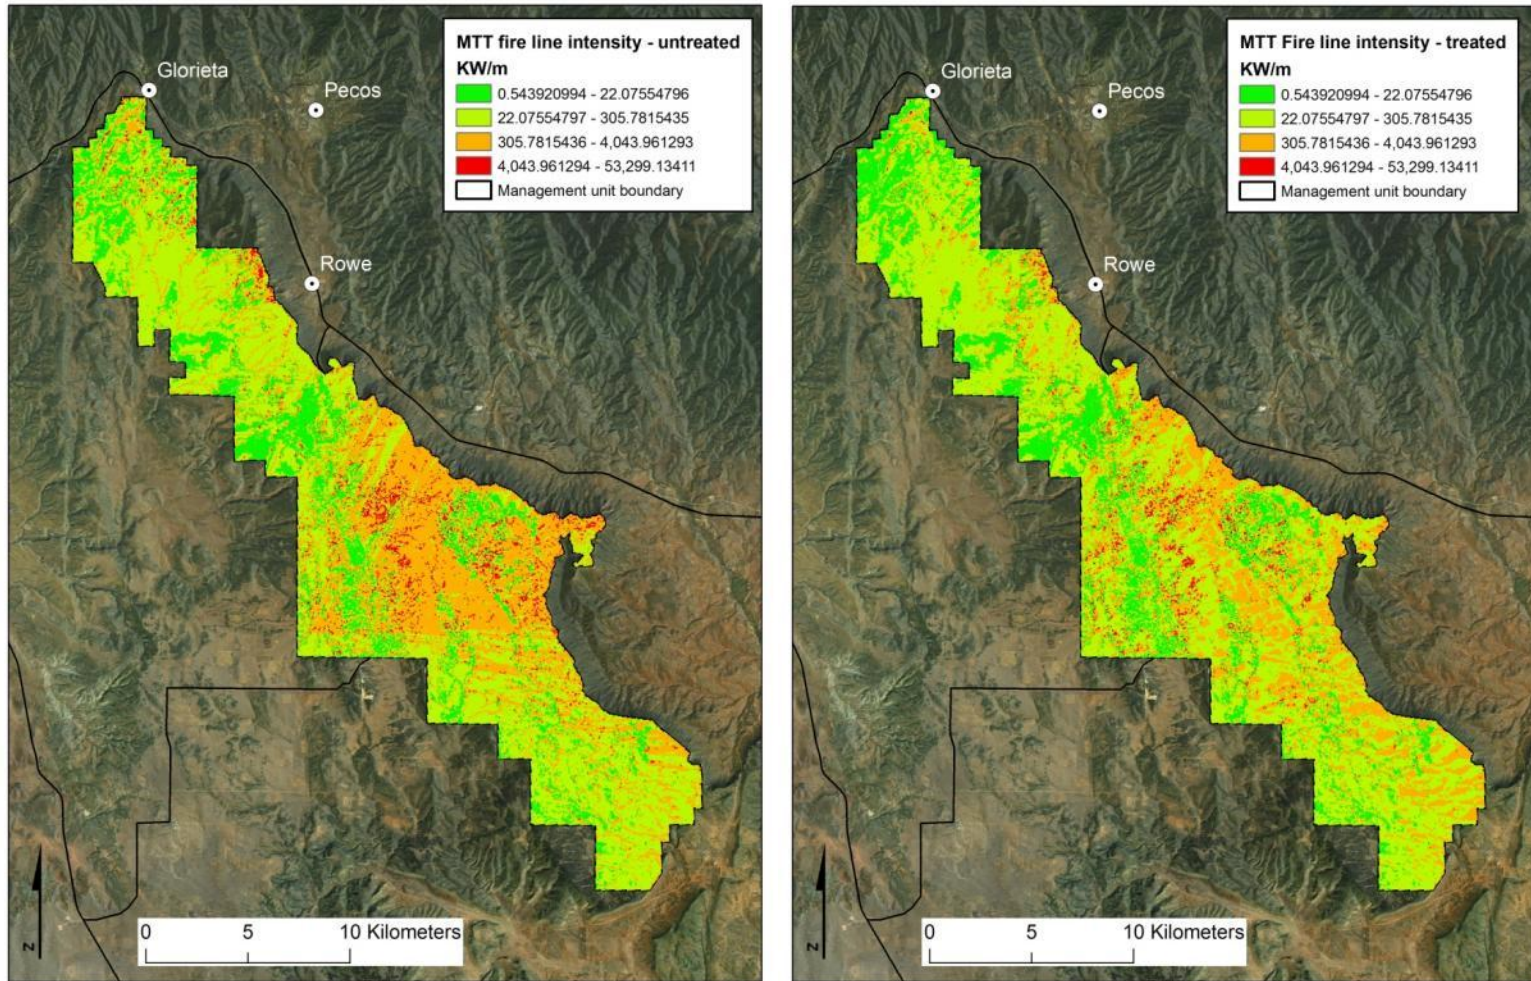 MTT fire line intensity - untreated
KW/m
0.543920994 - 22.07554796
22.07554797 - 305.7815435
305.7815436 - 4,043.961293
4,043.961294 - 53,299.13411
Management unit boundary
Glorieta
Pecos
Rowe
N
0 5 10 Kilometers
MTT Fire line intensity - treated
KW/m
0.543920994 - 22.07554796
22.07554797 - 305.7815435
305.7815436 - 4,043.961293
4,043.961294 - 53,299.13411
Management unit boundary
Glorieta
Pecos
Rowe
N
0 5 10 Kilometers